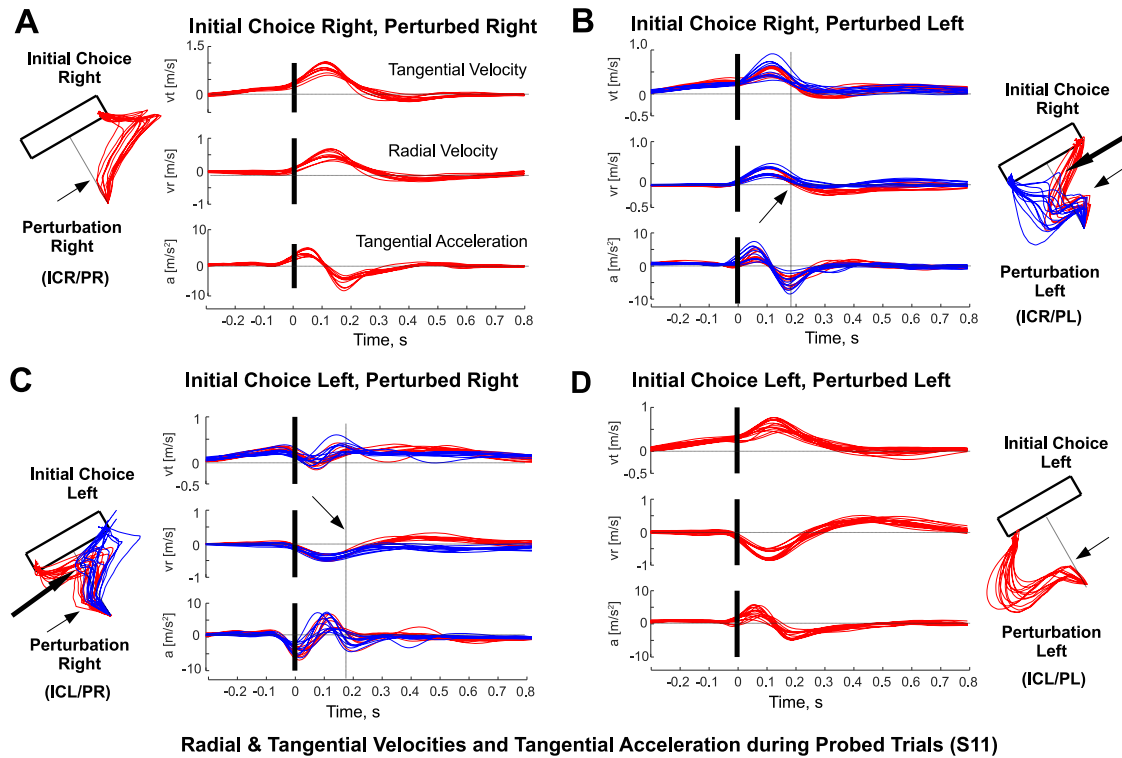 A
Initial Choice Right, Perturbed Right
Initial Choice
Right
Perturbation
Right
(ICR/PR)
vt [m/s]
1.5
0
Tangential Velocity
vr [m/s]
1
0
-1
Radial Velocity
a [m/s²]
10
0
-10
Tangential Acceleration
-0.2 -0.1 0 0.1 0.2 0.3 0.4 0.5 0.6 0.7 0.8
Time, s
B
Initial Choice Right, Perturbed Left
vt [m/s]
1.0
0
-0.5
vr [m/s]
1.0
0
-0.5
a [m/s²]
10
0
-10
-0.2 -0.1 0 0.1 0.2 0.3 0.4 0.5 0.6 0.7 0.8
Time, s
Initial Choice
Right
Perturbation
Left
(ICR/PL)
C
Initial Choice Left, Perturbed Right
Initial Choice
Left
Perturbation
Right
(ICL/PR)
vt [m/s]
1
0
-0.5
vr [m/s]
1
0
-1
a [m/s²]
10
0
10
-0.2 -0.1 0 0.1 0.2 0.3 0.4 0.5 0.6 0.7 0.8
Time, s
D
Initial Choice Left, Perturbed Left
vt [m/s]
1
0
-0.5
vr [m/s]
1
0
-1
a [m/s²]
10
0
-10
-0.2 -0.1 0 0.1 0.2 0.3 0.4 0.5 0.6 0.7 0.8
Time, s
Initial Choice
Left
Perturbation
Left
(ICL/PL)
Radial & Tangential Velocities and Tangential Acceleration during Probed Trials (S11)